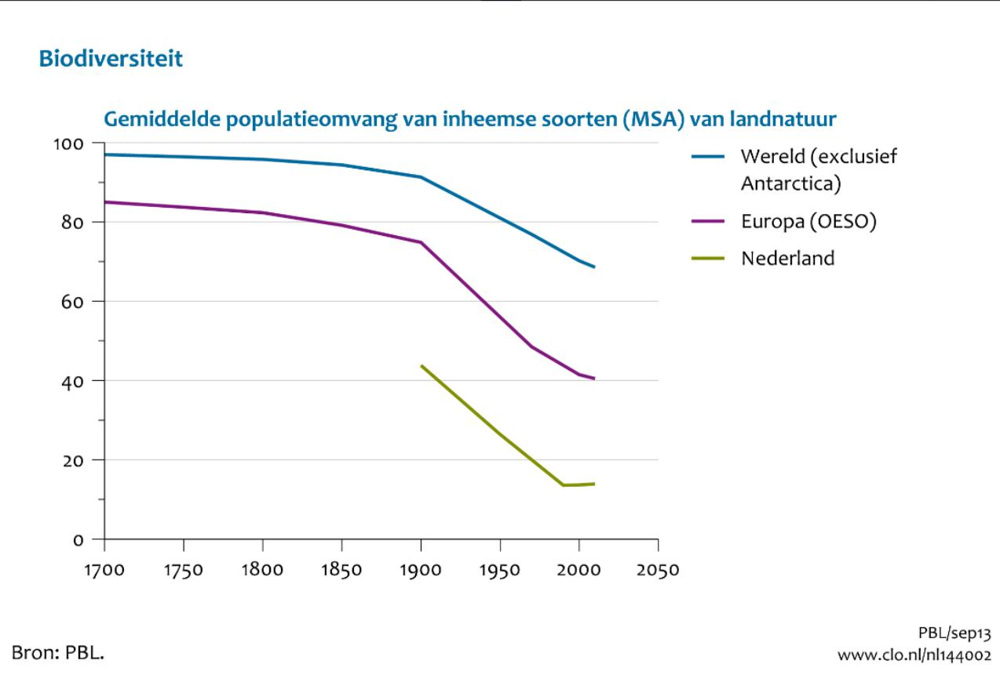 Biodiversiteit
Gemiddelde populatieomvang van inheemse soorten (MSA) van landnatuur
100
80
60
40
20
0
1700 1750 1800 1850 1900 1950 2000 2050
Wereld (exclusief
Antarctica)
Europa (OESO)
Nederland
Bron: PBL.
PBL/sep13
www.clo.nl/nl144002